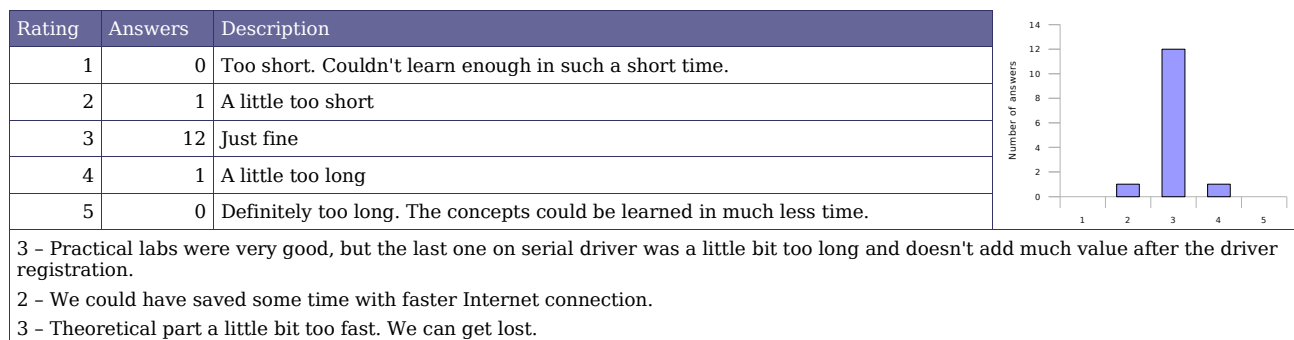 Rating Answers Description
1 0 Too short. Couldn't learn enough in such a short time.
2 1 A little too short
3 12 Just fine
4 1 A little too long
5 0 Definitely too long. The concepts could be learned in much less time.
14
12
10
8
6
4
2
0
Number of answers
1 2 3 4 5
3 – Practical labs were very good, but the last one on serial driver was a little bit too long and doesn't add much value after the driver
registration.
2 – We could have saved some time with faster Internet connection.
3 – Theoretical part a little bit too fast. We can get lost.